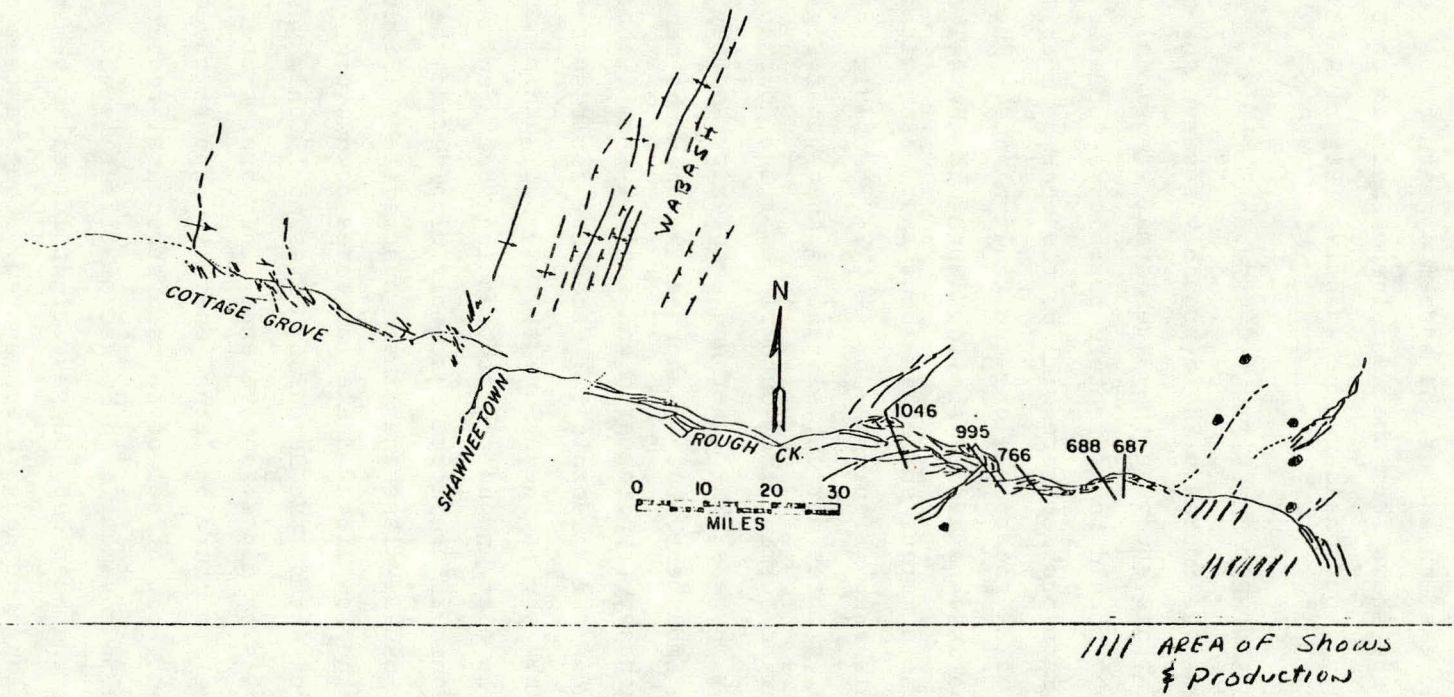 WABASH
COTTAGE GROVE
N
SHAWNEETOWN
1046
995
766
688 687
ROUGH CK.
0 10 20 30
MILES
//// AREA OF Shows
& Production